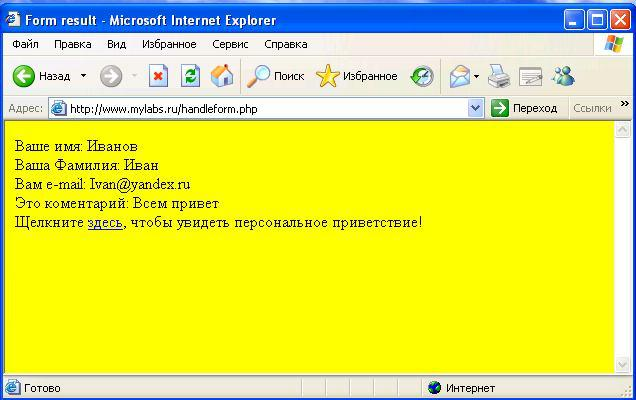 Form result - Microsoft Internet Explorer
Файл Правка Вид Избранное Сервис Справка
Назад Поиск Избранное
Адрес: http://www.mylabs.ru/handleform.php Переход Ссылки »
Ваше имя: Иванов
Ваша Фамилия: Иван
Вам e-mail: Ivan@yandex.ru
Это коментарий: Всем привет
Щелкните здесь, чтобы увидеть персональное приветствие!
Готово Интернет